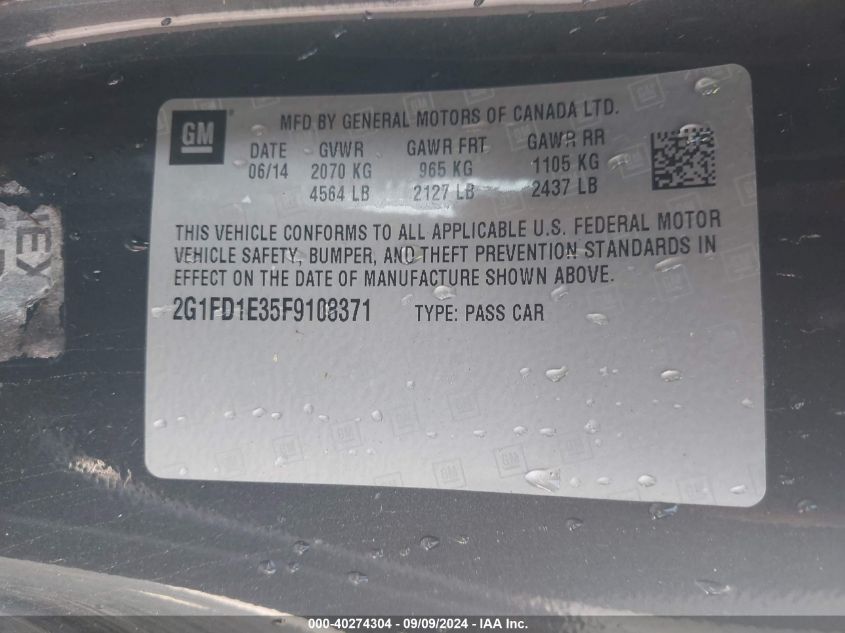 GM
MFD BY GENERAL MOTORS OF CANADA LTD.
DATE GVWR GAWR FRT GAWR RR
06/14 2070 KG 965 KG 1105 KG
4564 LB 2127 LB 2437 LB
THIS VEHICLE CONFORMS TO ALL APPLICABLE U.S. FEDERAL MOTOR
VEHICLE SAFETY, BUMPER, AND THEFT PREVENTION STANDARDS IN
EFFECT ON THE DATE OF MANUFACTURE SHOWN ABOVE.
2G1FD1E35F9108371 TYPE: PASS CAR
000-40274304 - 09/09/2024 - IAA Inc.